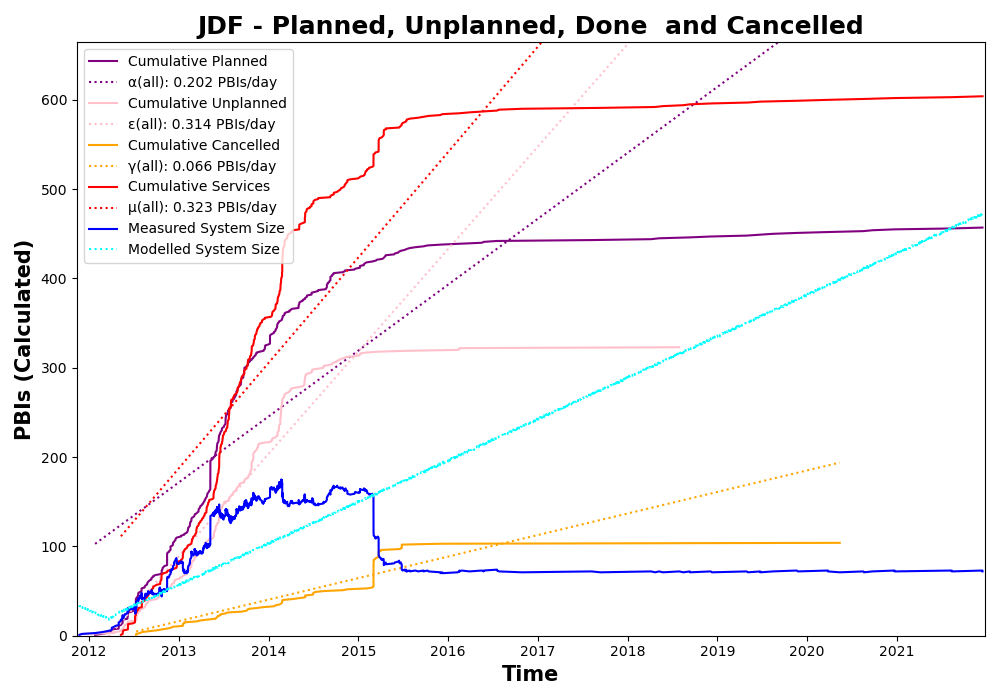 JDF - Planned, Unplanned, Done  and Cancelled
Cumulative Planned
α(all): 0.202 PBIs/day
Cumulative Unplanned
ε(all): 0.314 PBIs/day
Cumulative Cancelled
γ(all): 0.066 PBIs/day
Cumulative Services
μ(all): 0.323 PBIs/day
Measured System Size
Modelled System Size
PBIs (Calculated)
600
500
400
300
200
100
0
2012 2013 2014 2015 2016 2017 2018 2019 2020 2021
Time